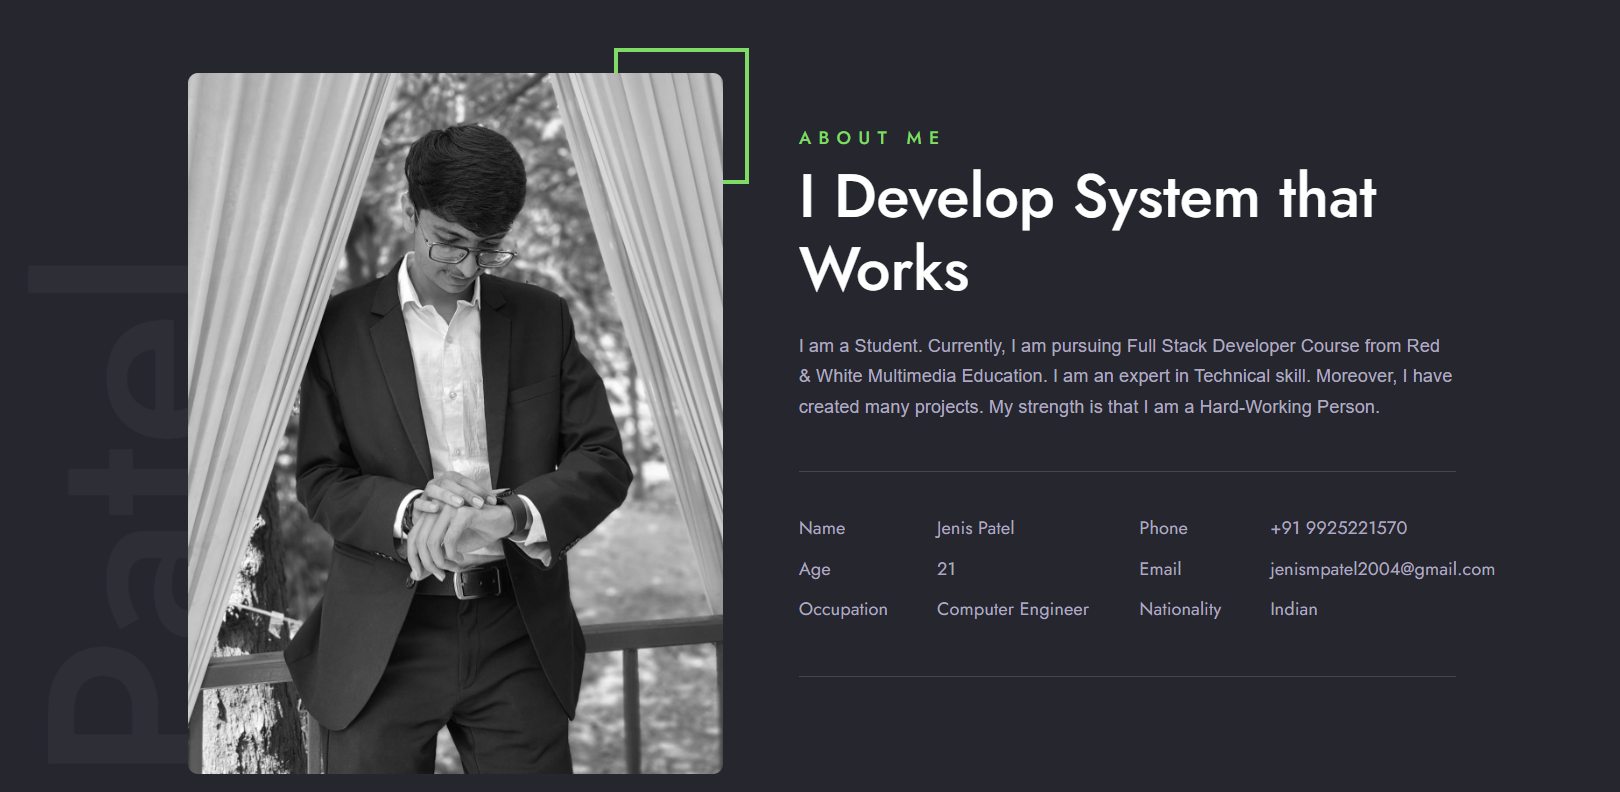 Patel
ABOUT ME
I Develop System that
Works
I am a Student. Currently, I am pursuing Full Stack Developer Course from Red
& White Multimedia Education. I am an expert in Technical skill. Moreover, I have
created many projects. My strength is that I am a Hard-Working Person.
Name Jenis Patel Phone +91 9925221570
Age 21 Email jenismpatel2004@gmail.com
Occupation Computer Engineer Nationality Indian